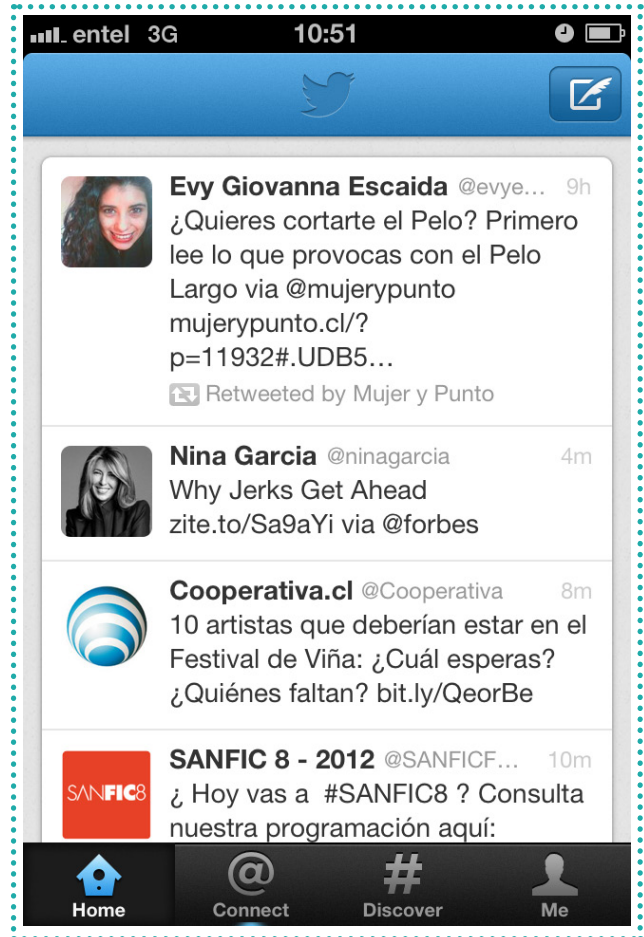 entel 3G 10:51
Evy Giovanna Escaida @evye... 9h
¿Quieres cortarte el Pelo? Primero
lee lo que provocas con el Pelo
Largo via @mujerypunto
mujerypunto.cl/?
p=11932#.UDB5...
Retweeted by Mujer y Punto
Nina Garcia @ninagarcia 4m
Why Jerks Get Ahead
zite.to/Sa9aYi via @forbes
Cooperativa.cl @Cooperativa 8m
10 artistas que deberían estar en el
Festival de Viña: ¿Cuál esperas?
¿Quiénes faltan? bit.ly/QeorBe
SANFIC 8 - 2012 @SANFICF... 10m
SANFIC8
¿ Hoy vas a #SANFIC8 ? Consulta
nuestra programación aquí:
@ #
Home Connect Discover Me